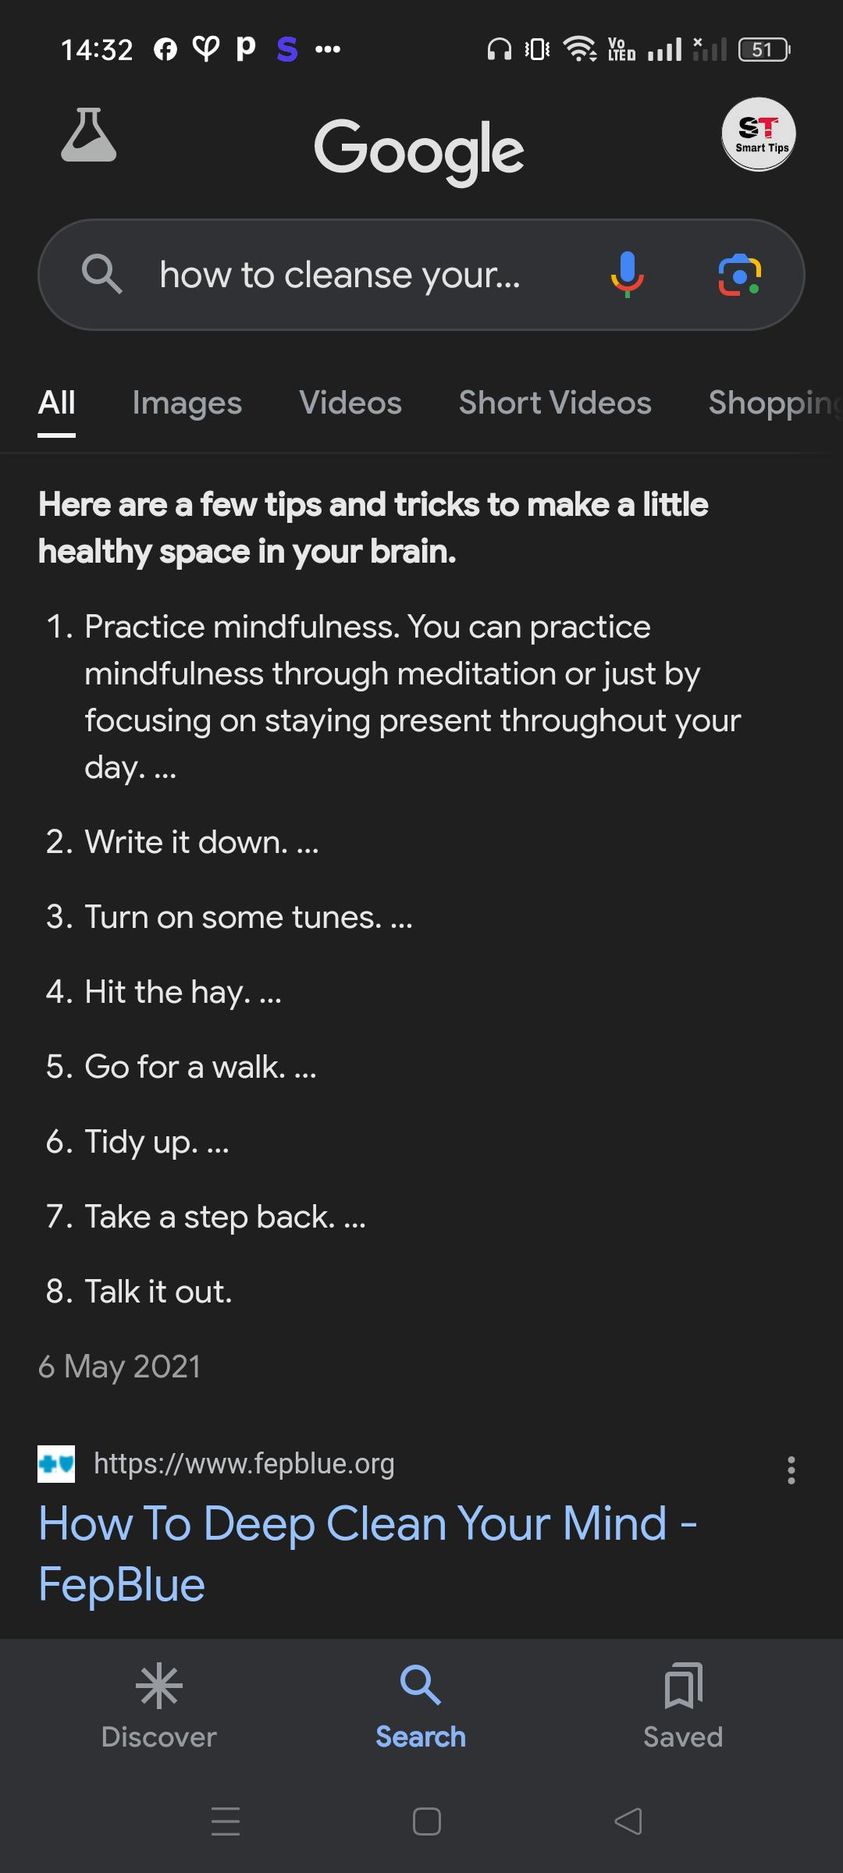 14:32 P S ... Vo LTED 51
Google
ST
Smart Tips
how to cleanse your...
All Images Videos Short Videos Shopping
Here are a few tips and tricks to make a little
healthy space in your brain.
1. Practice mindfulness. You can practice
mindfulness through meditation or just by
focusing on staying present throughout your
day. ...
2. Write it down. ...
3. Turn on some tunes. ...
4. Hit the hay. ...
5. Go for a walk. ...
6. Tidy up. ...
7. Take a step back. ...
8. Talk it out.
6 May 2021
https://www.fepblue.org
How To Deep Clean Your Mind -
FepBlue
Discover Search Saved